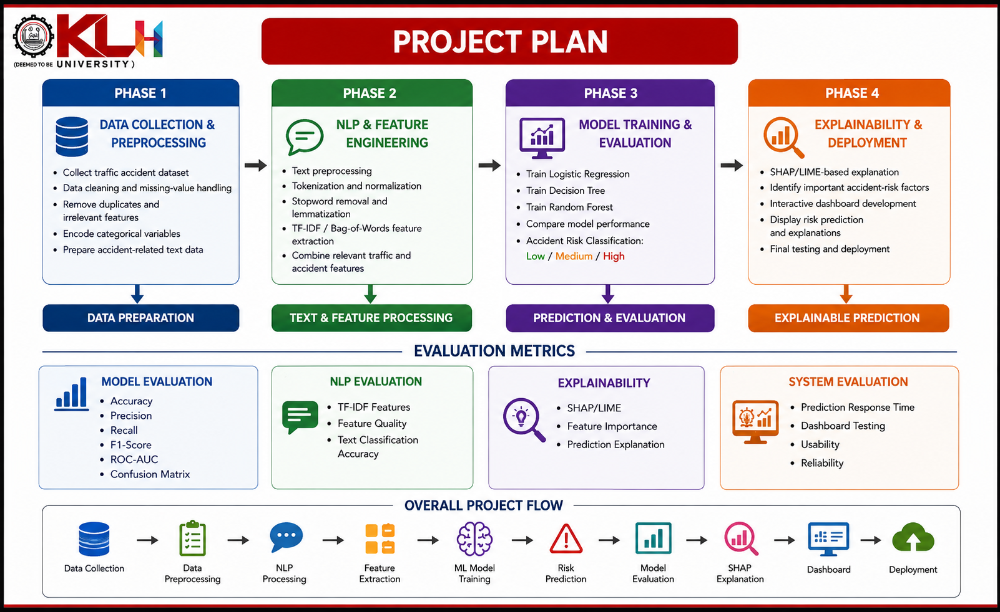 KLH
(DEEMED TO BE UNIVERSITY)
PROJECT PLAN
PHASE 1
DATA COLLECTION &
PREPROCESSING
• Collect traffic accident dataset
• Data cleaning and missing-value handling
• Remove duplicates and
irrelevant features
• Encode categorical variables
• Prepare accident-related text data
DATA PREPARATION
PHASE 2
NLP & FEATURE
ENGINEERING
• Text preprocessing
• Tokenization and normalization
• Stopword removal and
lemmatization
• TF-IDF / Bag-of-Words feature
extraction
• Combine relevant traffic and
accident features
TEXT & FEATURE PROCESSING
PHASE 3
MODEL TRAINING &
EVALUATION
• Train Logistic Regression
• Train Decision Tree
• Train Random Forest
• Compare model performance
• Accident Risk Classification:
Low / Medium / High
PREDICTION & EVALUATION
PHASE 4
EXPLAINABILITY &
DEPLOYMENT
• SHAP/LIME-based explanation
• Identify important accident-risk factors
• Interactive dashboard development
• Display risk prediction
and explanations
• Final testing and deployment
EXPLAINABLE PREDICTION
EVALUATION METRICS
MODEL EVALUATION
• Accuracy
• Precision
• Recall
• F1-Score
• ROC-AUC
• Confusion Matrix
NLP EVALUATION
• TF-IDF Features
• Feature Quality
• Text Classification
Accuracy
EXPLAINABILITY
• SHAP/LIME
• Feature Importance
• Prediction Explanation
SYSTEM EVALUATION
• Prediction Response Time
• Dashboard Testing
• Usability
• Reliability
OVERALL PROJECT FLOW
Data Collection
Data
Preprocessing
NLP
Processing
Feature
Extraction
ML Model
Training
Risk
Prediction
Model
Evaluation
SHAP
Explanation
Dashboard
Deployment